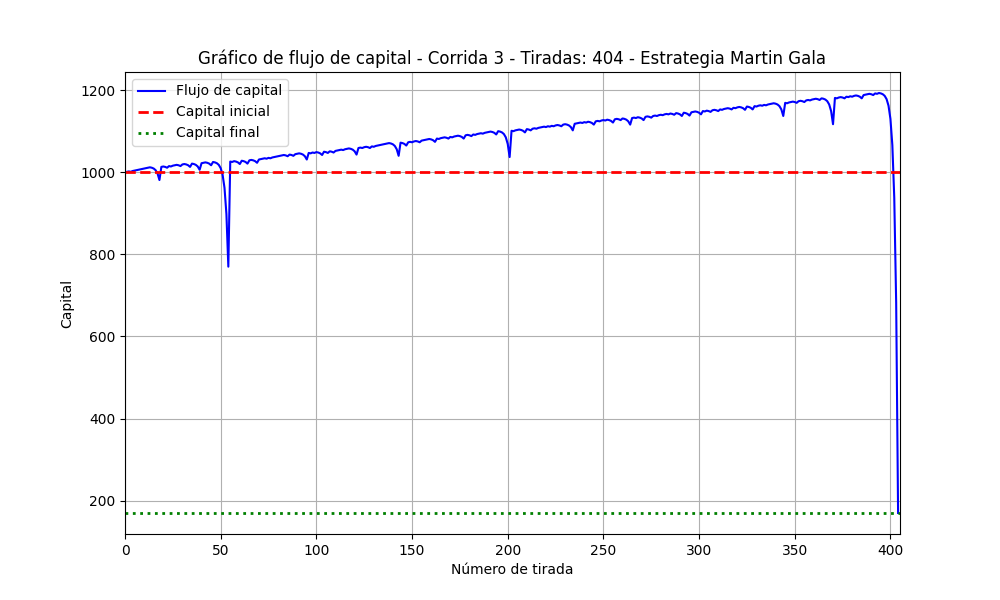 Gráfico de flujo de capital - Corrida 3 - Tiradas: 404 - Estrategia Martin Gala
Flujo de capital
Capital inicial
Capital final
1200
1000
800
600
400
200
Capital
0 50 100 150 200 250 300 350 400
Número de tirada